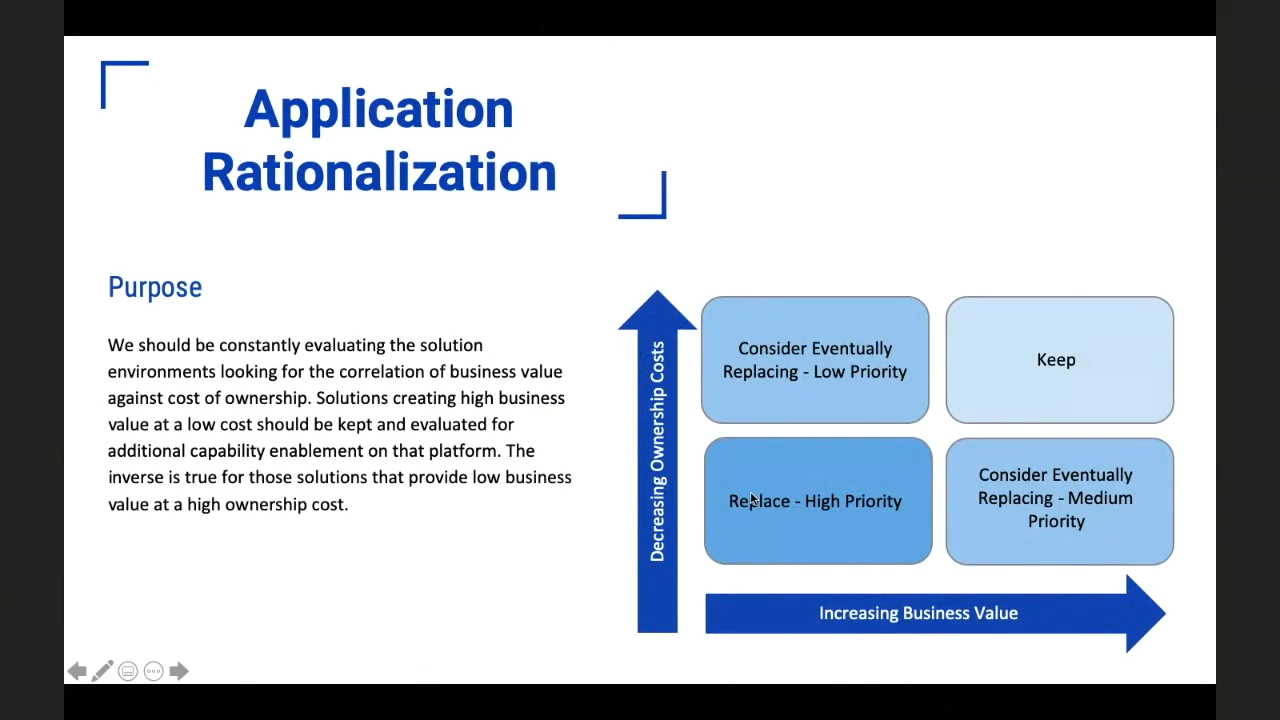 Application
Rationalization
Purpose
We should be constantly evaluating the solution
environments looking for the correlation of business value
against cost of ownership. Solutions creating high business
value at a low cost should be kept and evaluated for
additional capability enablement on that platform. The
inverse is true for those solutions that provide low business
value at a high ownership cost.
Decreasing Ownership Costs
Consider Eventually
Replacing - Low Priority
Keep
Replace - High Priority
Consider Eventually
Replacing - Medium
Priority
Increasing Business Value